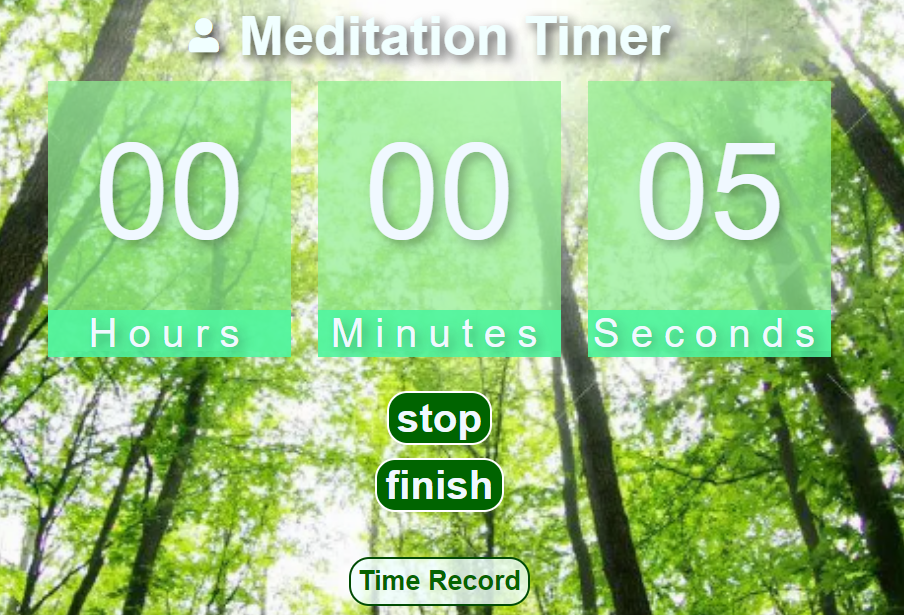 Meditation Timer
00 00 05
Hours Minutes Seconds
stop
finish
Time Record